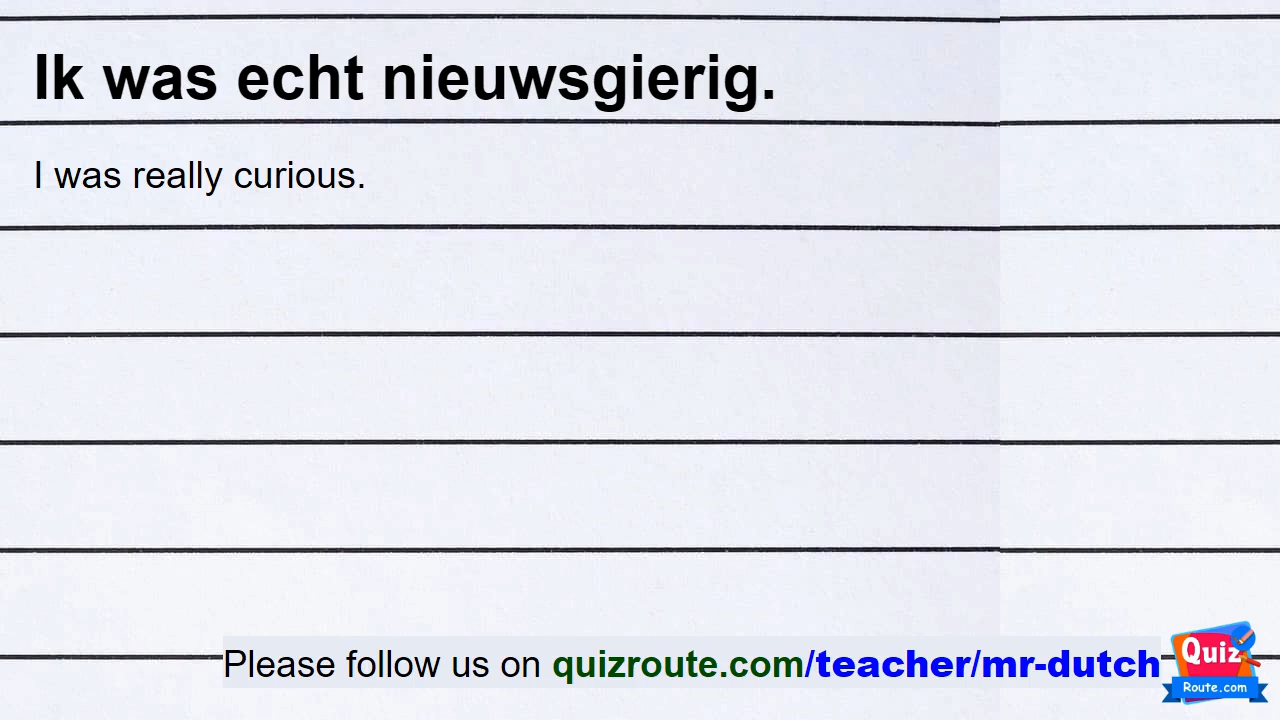 Ik was echt nieuwsgierig.
I was really curious.
Please follow us on quizroute.com/teacher/mr-dutch
Quiz
Route.com